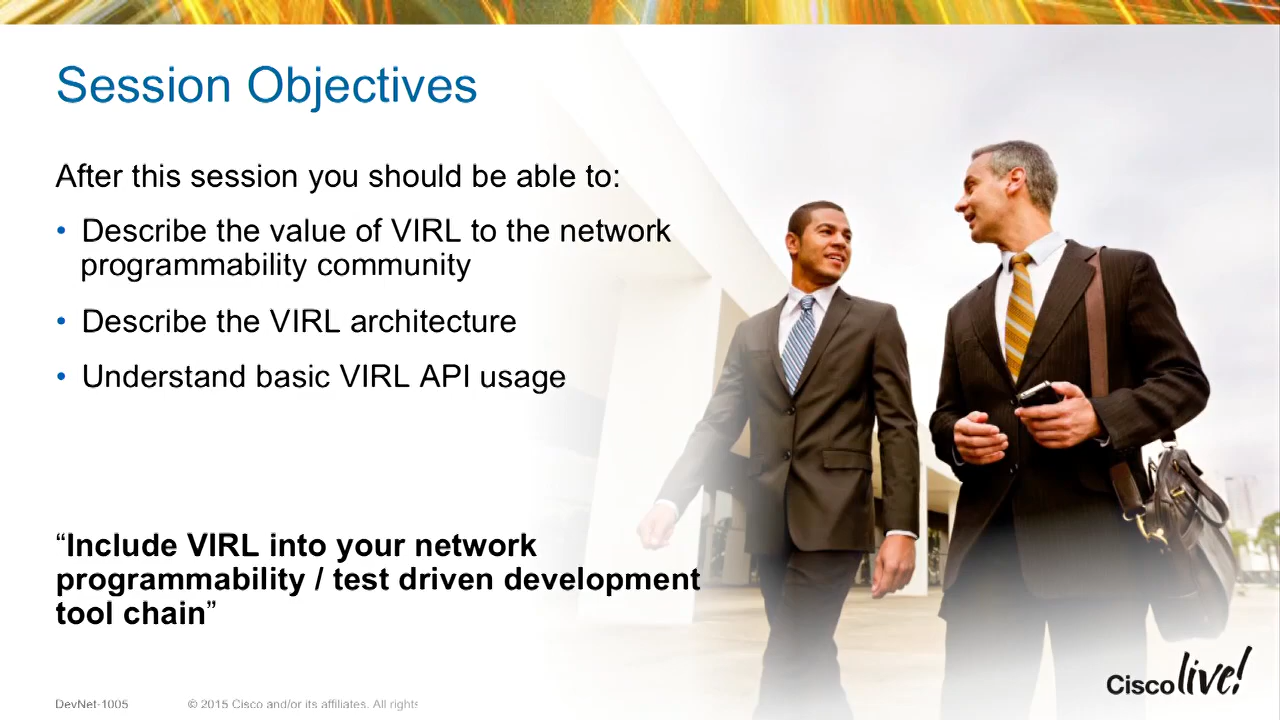 Session Objectives
After this session you should be able to:
• Describe the value of VIRL to the network
programmability community
• Describe the VIRL architecture
• Understand basic VIRL API usage
“Include VIRL into your network
programmability / test driven development
tool chain”
DevNet-1005 © 2015 Cisco and/or its affiliates. All rights
Cisco live!